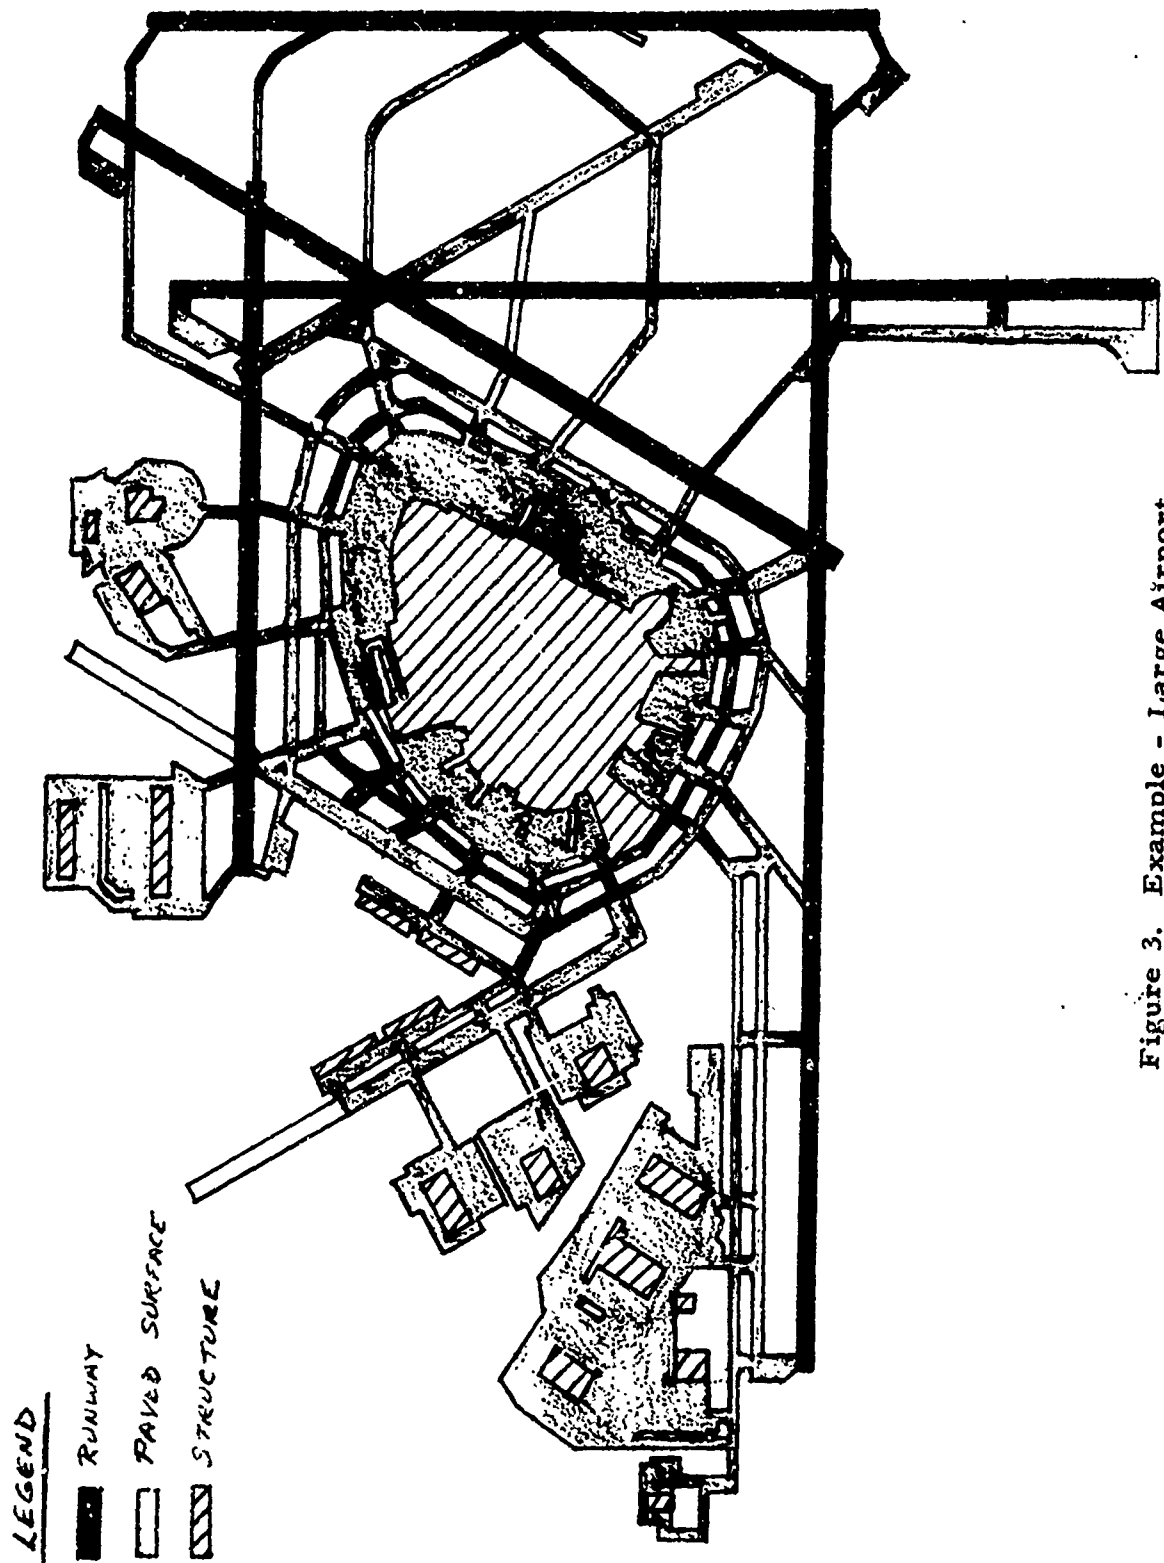 LEGEND
RUNWAY
PAVED SURFACE
STRUCTURE
Figure 3. Example - Large Airport